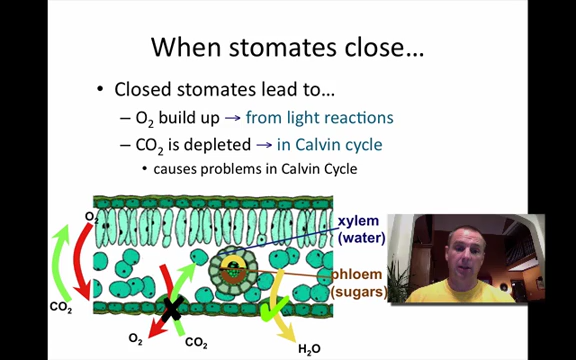 When stomates close…
• Closed stomates lead to…
– O₂ build up → from light reactions
– CO₂ is depleted → in Calvin cycle
• causes problems in Calvin Cycle
O₂
xylem
(water)
phloem
(sugars)
CO₂
O₂
CO₂
H₂O